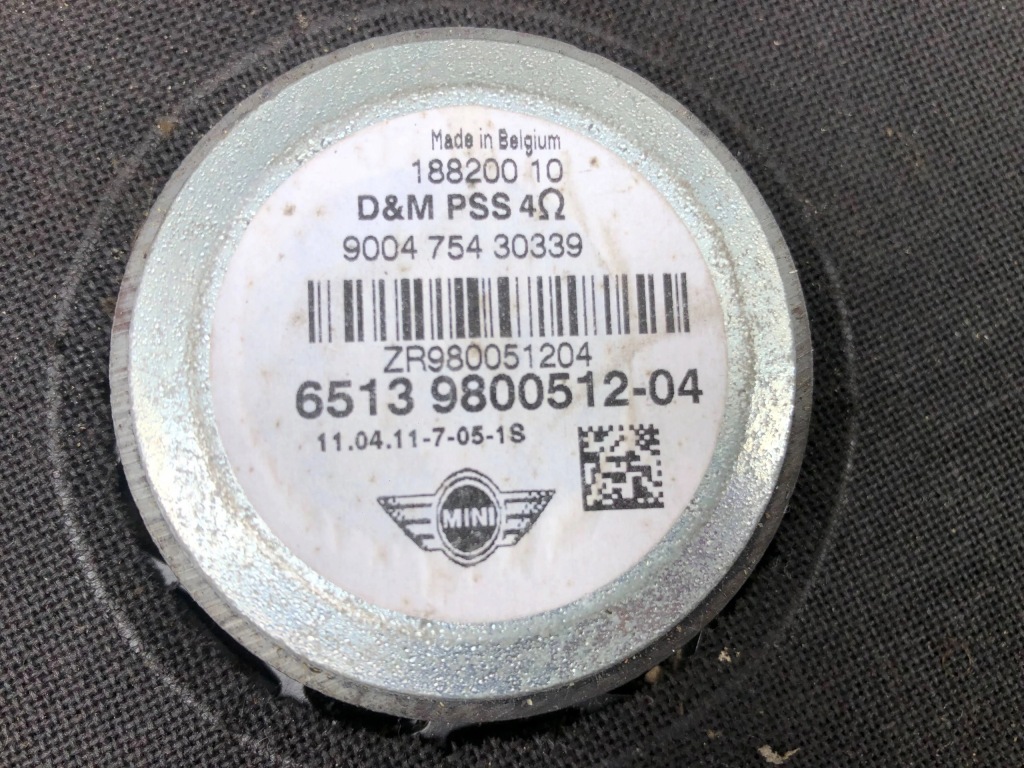 Made in Belgium
188200 10
D&M PSS 4Ω
9004 754 30339
ZR980051204
6513 9800512-04
11.04.11-7-05-1S
MINI